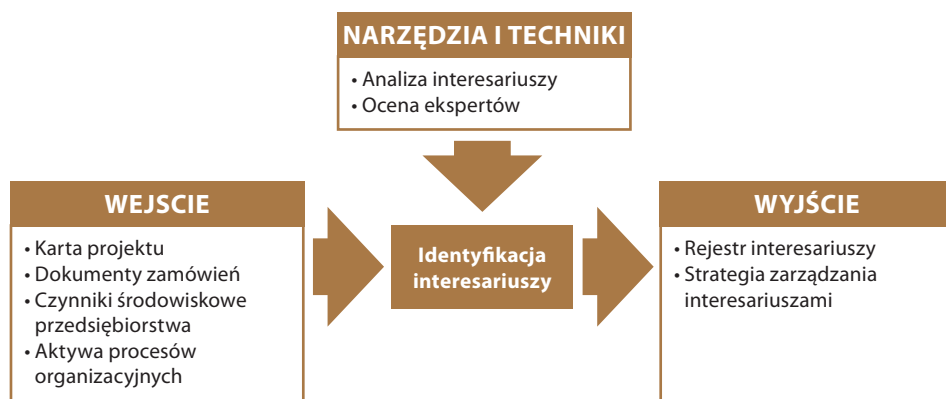 NARZĘDZIA I TECHNIKI
• Analiza interesariuszy
• Ocena ekspertów
WEJSCIE
• Karta projektu
• Dokumenty zamówień
• Czynniki środowiskowe
przedsiębiorstwa
• Aktywa procesów
organizacyjnych
Identyfikacja
interesariuszy
WYJŚCIE
• Rejestr interesariuszy
• Strategia zarządzania
interesariuszami